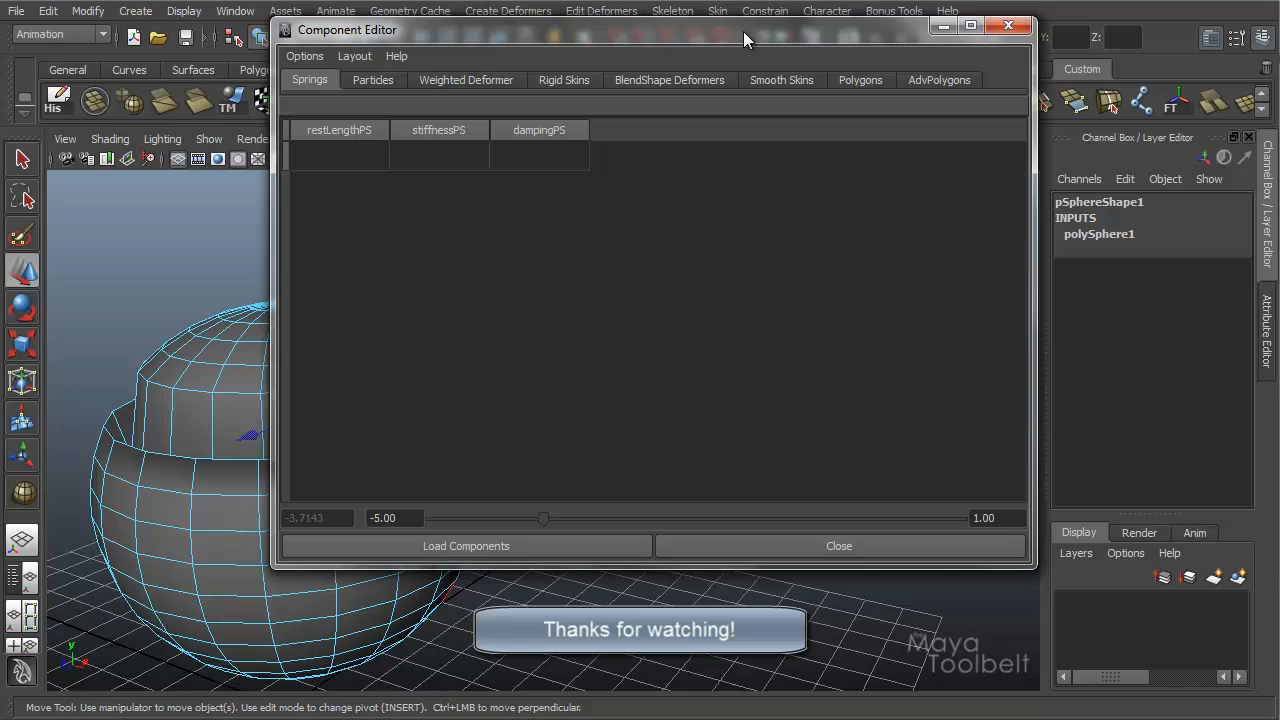 File Edit Modify Create Display Window Assets Animate Geometry Cache Create Deformers Edit Deformers Skeleton Skin Constrain Character Bonus Tools Help
Component Editor
Animation
Y: Z:
Options Layout Help
General Curves Surfaces Polyg
Custom
Springs Particles Weighted Deformer Rigid Skins BlendShape Deformers Smooth Skins Polygons AdvPolygons
His TM FT
restLengthPS stiffnessPS dampingPS
View Shading Lighting Show Rende
Channel Box / Layer Editor
Channels Edit Object Show
pSphereShape1
INPUTS
polySphere1
Channel Box / Layer Editor
Attribute Editor
-3.7143 -5.00 1.00
Load Components Close
Display Render Anim
Layers Options Help
Thanks for watching!
Maya
Toolbelt
y
z x
Move Tool: Use manipulator to move object(s). Use edit mode to change pivot (INSERT). Ctrl+LMB to move perpendicular.